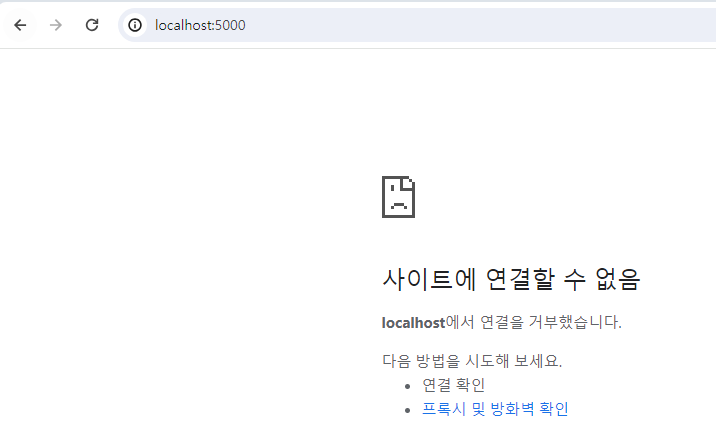 localhost:5000
사이트에 연결할 수 없음
localhost에서 연결을 거부했습니다.
다음 방법을 시도해 보세요.
• 연결 확인
• 프록시 및 방화벽 확인